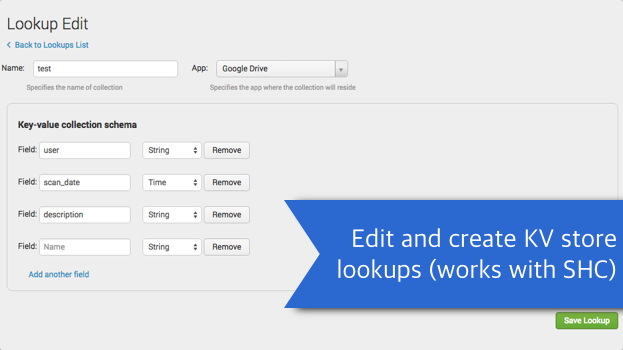 Lookup Edit
Back to Lookups List
Name: test App: Google Drive
Specifies the name of collection Specifies the app where the collection will reside
Key-value collection schema
Field: user String Remove
Field: scan_date Time Remove
Field: description String Remove
Field: Name String Remove
Add another field
Edit and create KV store
lookups (works with SHC)
Save Lookup